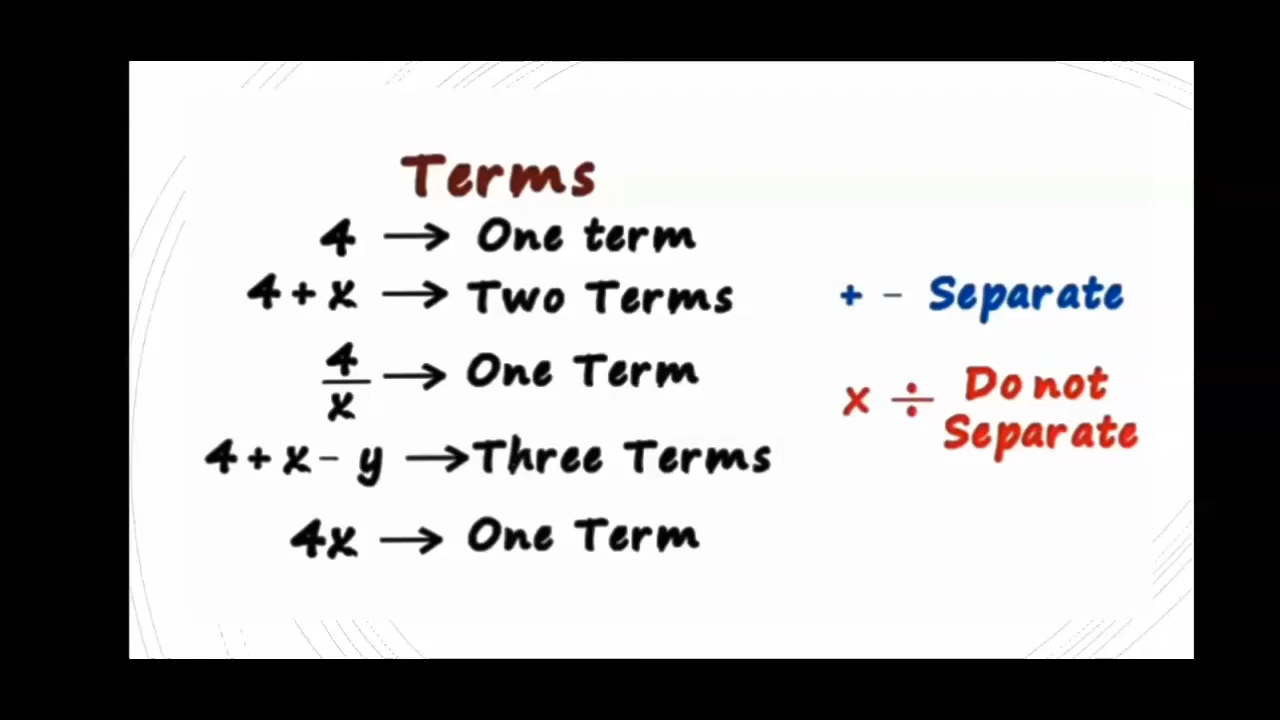 Terms
4 → One term
4 + x → Two Terms
4/x → One Term
4 + x - y → Three Terms
4x → One Term
+ - Separate
x ÷ Do not
Separate